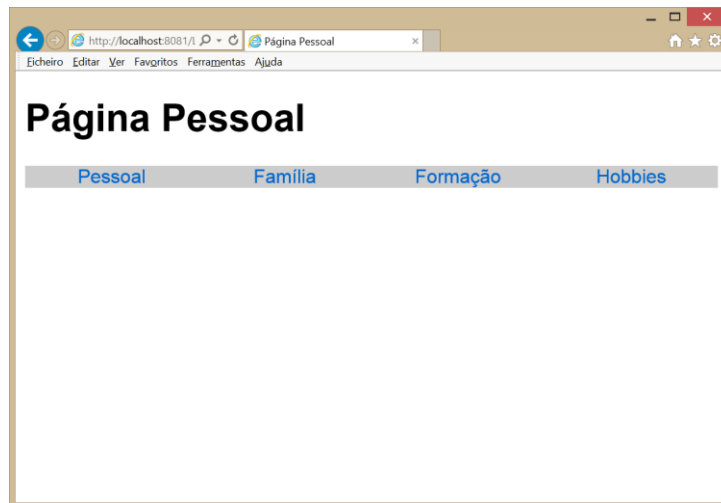 http://localhost:8081/l Página Pessoal
Ficheiro Editar Ver Favoritos Ferramentas Ajuda
Página Pessoal
Pessoal Família Formação Hobbies